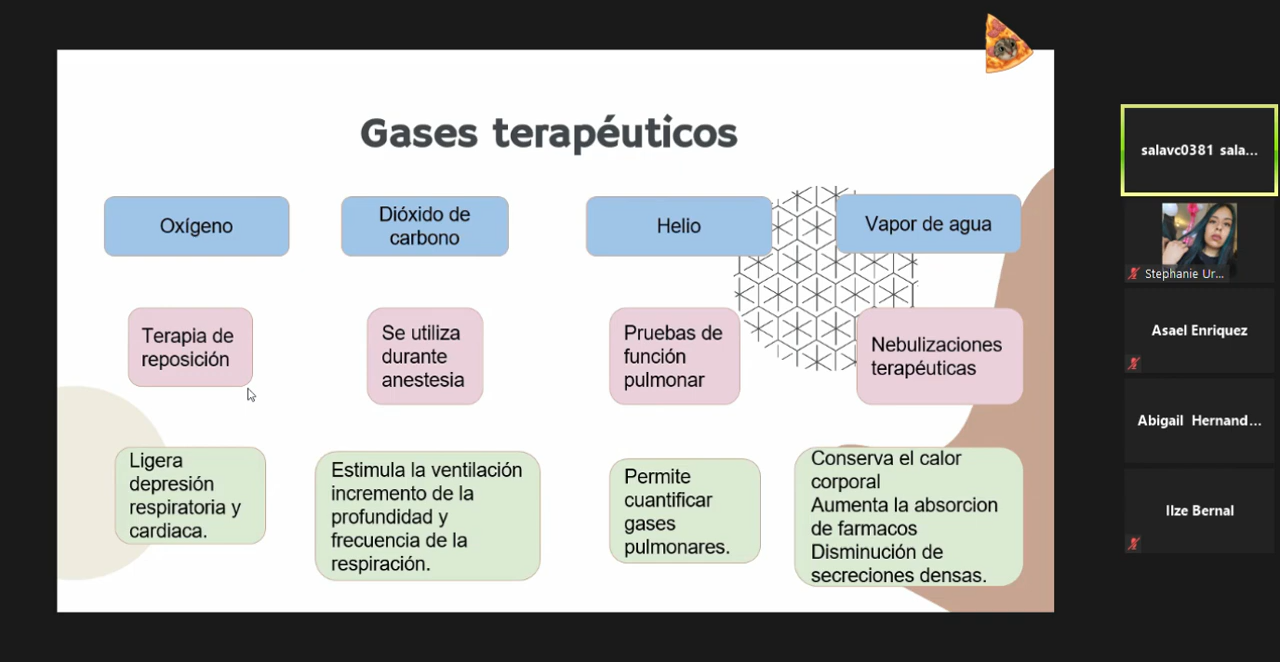 Gases terapéuticos
Oxígeno
Dióxido de
carbono
Helio
Vapor de agua
Terapia de
reposición
Se utiliza
durante
anestesia
Pruebas de
función
pulmonar
Nebulizaciones
terapéuticas
Ligera
depresión
respiratoria y
cardiaca.
Estimula la ventilación
incremento de la
profundidad y
frecuencia de la
respiración.
Permite
cuantificar
gases
pulmonares.
Conserva el calor
corporal
Aumenta la absorcion
de farmacos
Disminución de
secreciones densas.
salavc0381 sala...
Stephanie Ur...
Asael Enriquez
Abigail Hernand...
Ilze Bernal